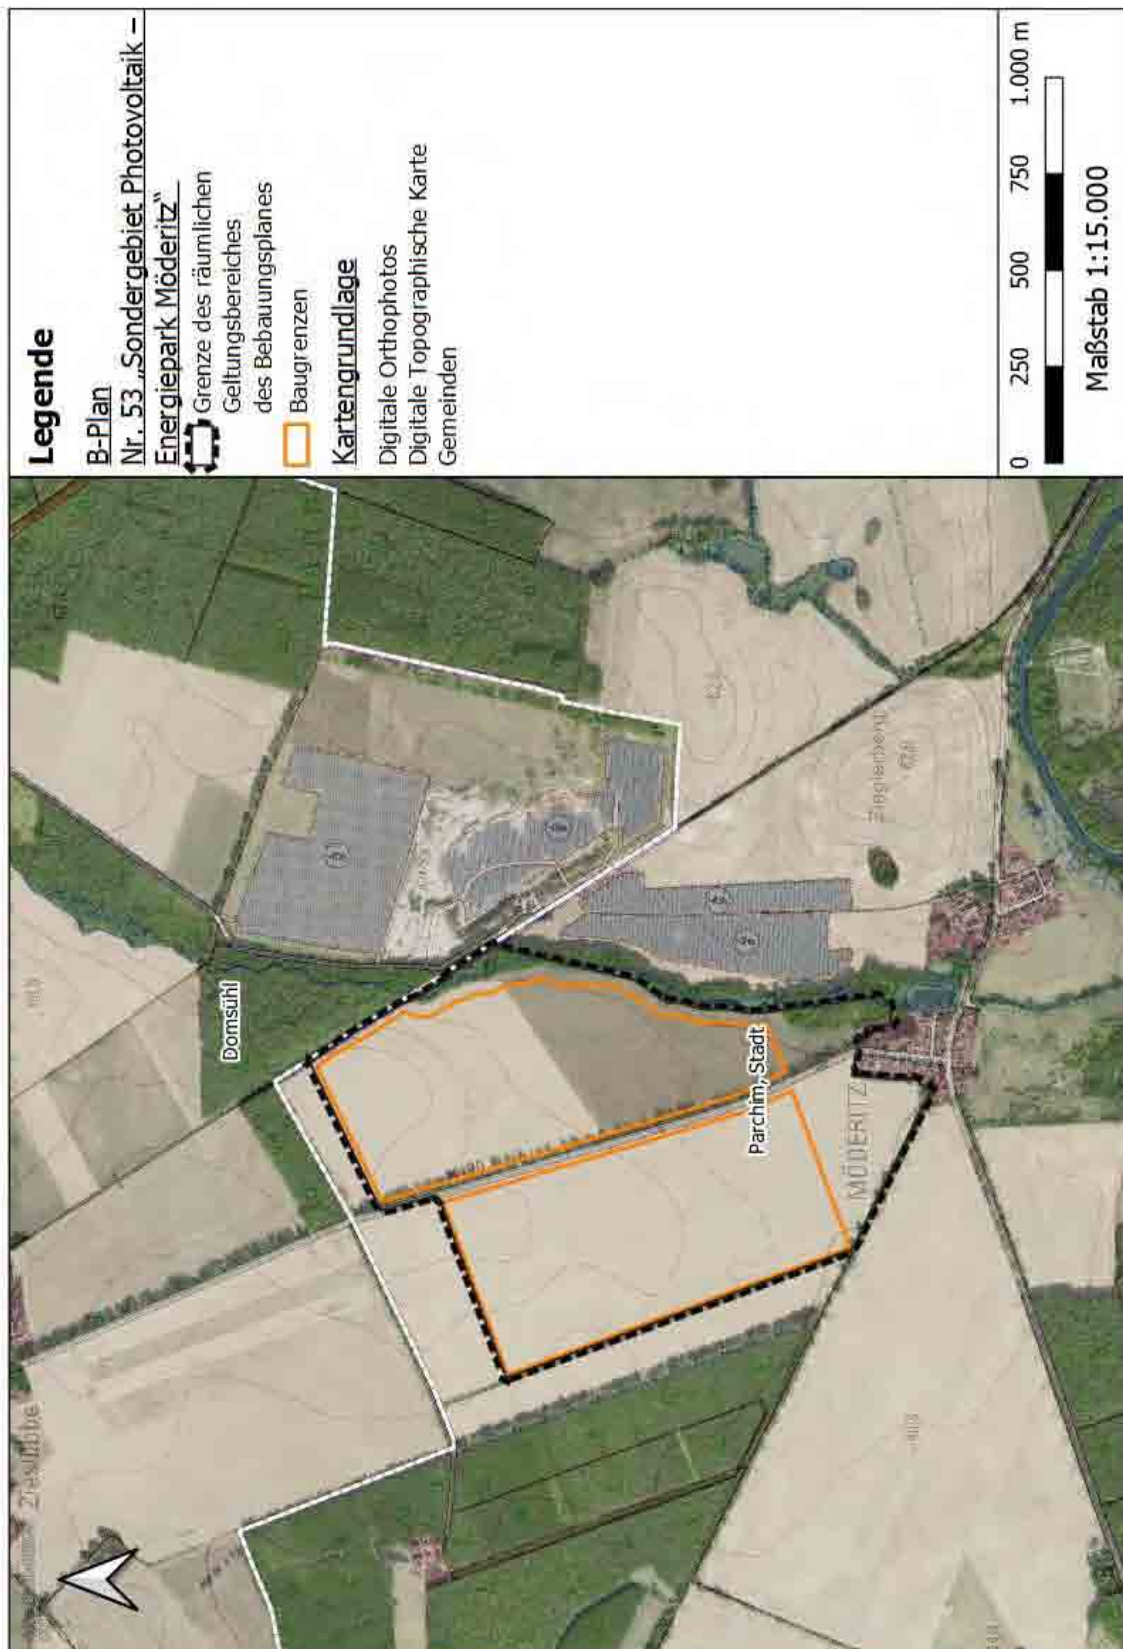 Legende
B-Plan
Nr. 53 „Sondergebiet Photovoltaik –
Energiepark Möderitz“
Grenze des räumlichen
Geltungsbereiches
des Bebauungsplanes
Baugrenzen
Kartengrundlage
Digitale Orthophotos
Digitale Topographische Karte
Gemeinden
0 250 500 750 1.000 m
Maßstab 1:15.000
Domsühl
Parchim, Stadt
MÖDERITZ
Zieslübbe